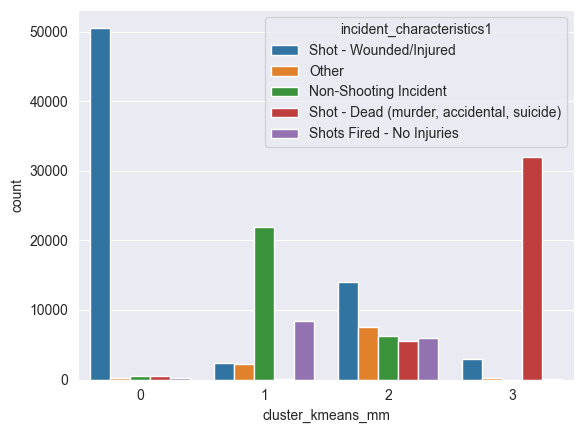 incident_characteristics1
Shot - Wounded/Injured
Other
Non-Shooting Incident
Shot - Dead (murder, accidental, suicide)
Shots Fired - No Injuries
50000
40000
30000
20000
10000
0
count
0 1 2 3
cluster_kmeans_mm